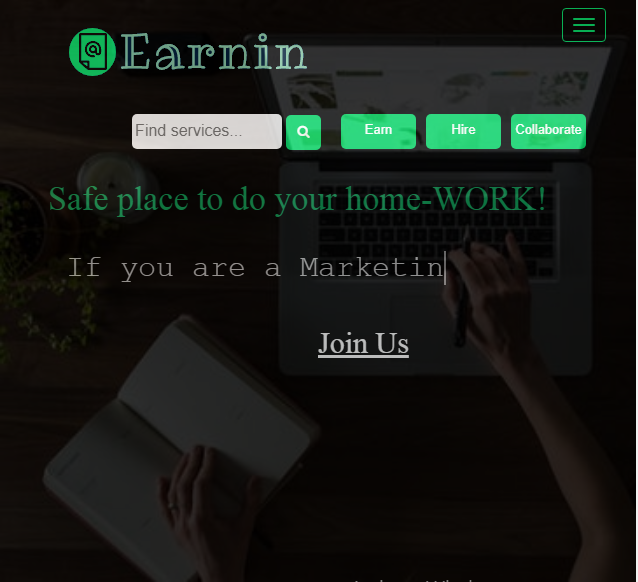 Earnin
Find services...
Earn
Hire
Collaborate
Safe place to do your home-WORK!
If you are a Marketin
Join Us